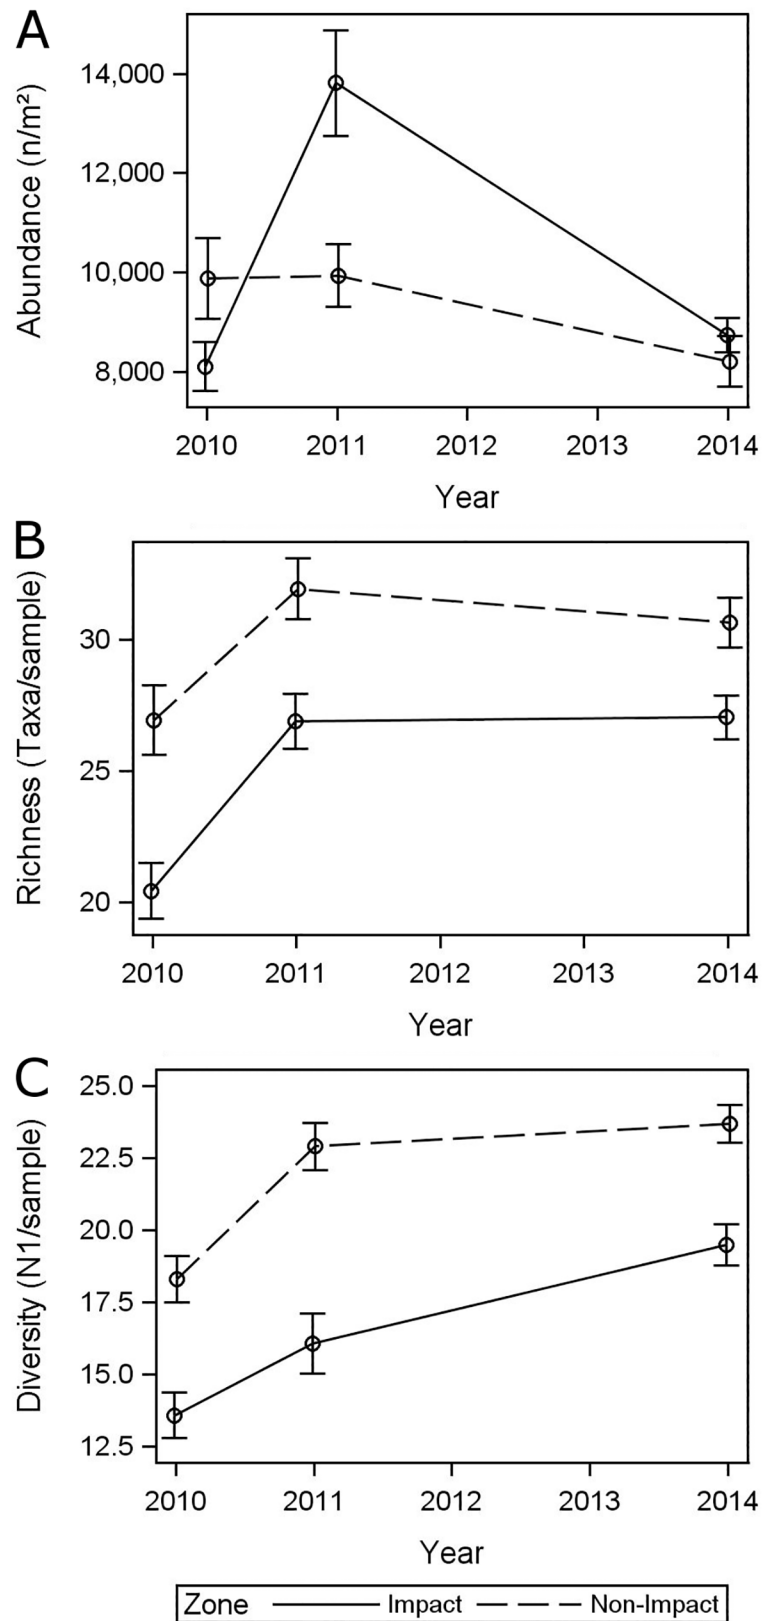 A
Abundance (n/m²)
14,000
12,000
10,000
8,000
2010 2011 2012 2013 2014
Year
B
Richness (Taxa/sample)
30
25
20
2010 2011 2012 2013 2014
Year
C
Diversity (N1/sample)
25.0
22.5
20.0
17.5
15.0
12.5
2010 2011 2012 2013 2014
Year
Zone Impact Non-Impact